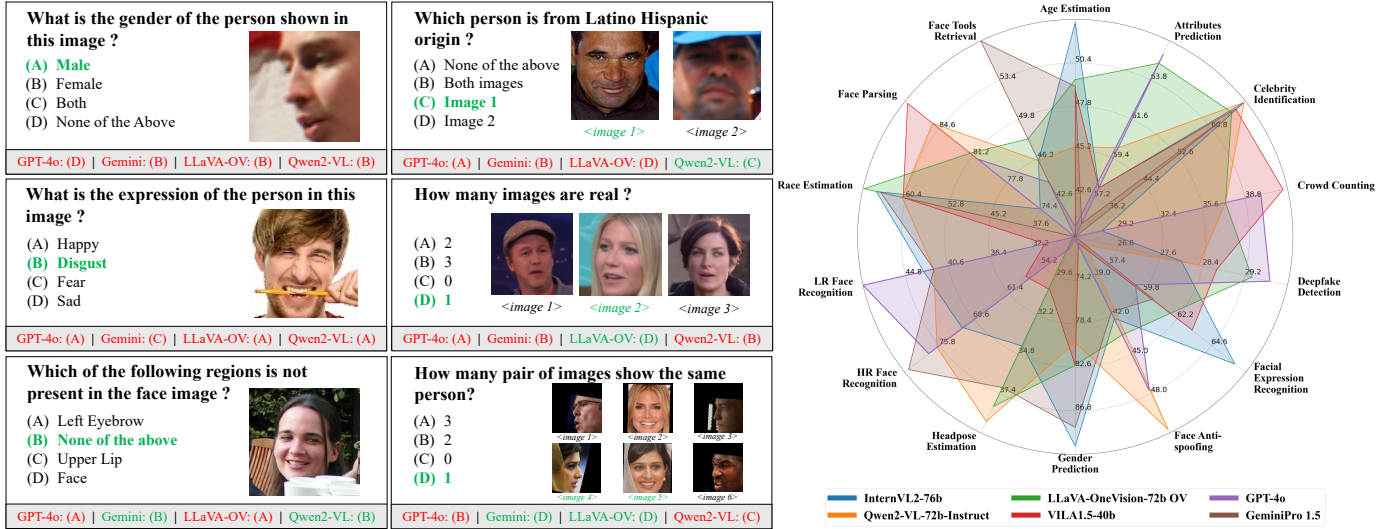 What is the gender of the person shown in
this image ?
(A) Male
(B) Female
(C) Both
(D) None of the Above
GPT-4o: (D) | Gemini: (B) | LLaVA-OV: (B) | Qwen2-VL: (B)
Which person is from Latino Hispanic
origin ?
(A) None of the above
(B) Both images
(C) Image 1
(D) Image 2
<image 1>
<image 2>
GPT-4o: (A) | Gemini: (B) | LLaVA-OV: (D) | Qwen2-VL: (C)
What is the expression of the person in this
image ?
(A) Happy
(B) Disgust
(C) Fear
(D) Sad
GPT-4o: (A) | Gemini: (C) | LLaVA-OV: (A) | Qwen2-VL: (A)
How many images are real ?
(A) 2
(B) 3
(C) 0
(D) 1
<image 1>
<image 2>
<image 3>
GPT-4o: (A) | Gemini: (B) | LLaVA-OV: (D) | Qwen2-VL: (B)
Which of the following regions is not
present in the face image ?
(A) Left Eyebrow
(B) None of the above
(C) Upper Lip
(D) Face
GPT-4o: (A) | Gemini: (B) | LLaVA-OV: (A) | Qwen2-VL: (B)
How many pair of images show the same
person?
(A) 3
(B) 2
(C) 0
(D) 1
<image 1>
<image 2>
<image 3>
<image 4>
<image 5>
<image 6>
GPT-4o: (B) | Gemini: (D) | LLaVA-OV: (D) | Qwen2-VL: (C)
Age Estimation
42.6
45.2
47.8
50.4
Attributes
Prediction
57.2
59.4
61.6
63.8
Celebrity
Identification
36.2
44.4
52.6
60.8
Crowd Counting
29.2
32.4
35.6
38.8
Deepfake
Detection
26.8
27.6
28.4
29.2
Facial
Expression
Recognition
57.4
59.8
62.2
64.6
Face Anti-
spoofing
39.0
42.0
45.0
48.0
Gender
Prediction
74.2
78.4
82.6
86.8
Headpose
Estimation
29.6
32.2
34.8
37.4
HR Face
Recognition
54.2
61.4
68.6
75.8
LR Face
Recognition
32.2
36.4
40.6
44.8
Race Estimation
37.6
45.2
52.8
60.4
Face Parsing
74.4
77.8
81.2
84.6
Face Tools
Retrieval
42.6
46.2
49.8
53.4
InternVL2-76b
Qwen2-VL-72b-Instruct
LLaVA-OneVision-72b OV
VILA1.5-40b
GPT-4o
GeminiPro 1.5